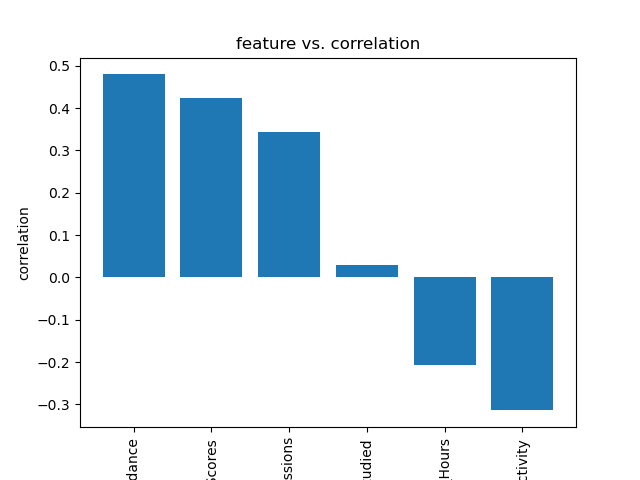 feature vs. correlation
correlation
0.5
0.4
0.3
0.2
0.1
0.0
−0.1
−0.2
−0.3
dance
Scores
ssions
udied
Hours
ctivity